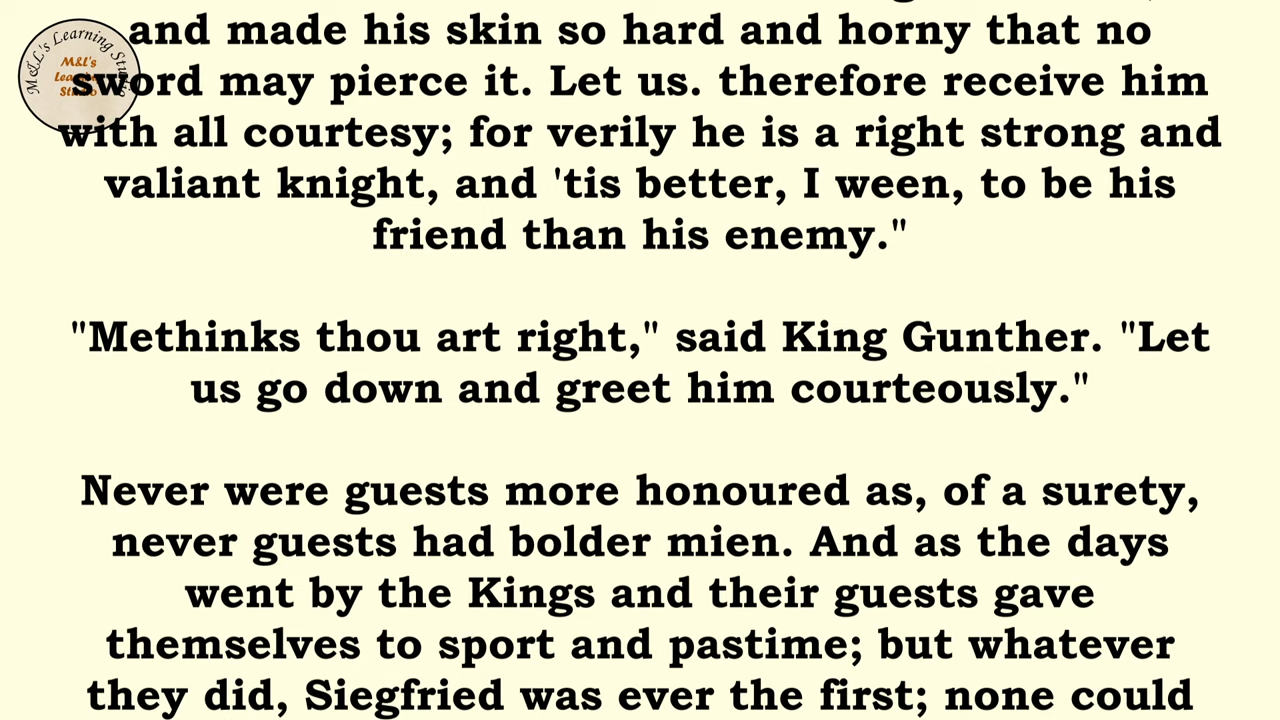 M&L's Learning Studio
M&L's
Studio
and made his skin so hard and horny that no
sword may pierce it. Let us. therefore receive him
with all courtesy; for verily he is a right strong and
valiant knight, and 'tis better, I ween, to be his
friend than his enemy."
"Methinks thou art right," said King Gunther. "Let
us go down and greet him courteously."
Never were guests more honoured as, of a surety,
never guests had bolder mien. And as the days
went by the Kings and their guests gave
themselves to sport and pastime; but whatever
they did, Siegfried was ever the first; none could